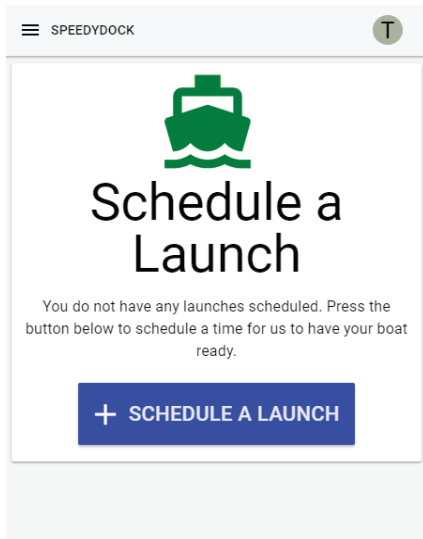 SPEEDYDOCK
T
Schedule a
Launch
You do not have any launches scheduled. Press the
button below to schedule a time for us to have your boat
ready.
+ SCHEDULE A LAUNCH